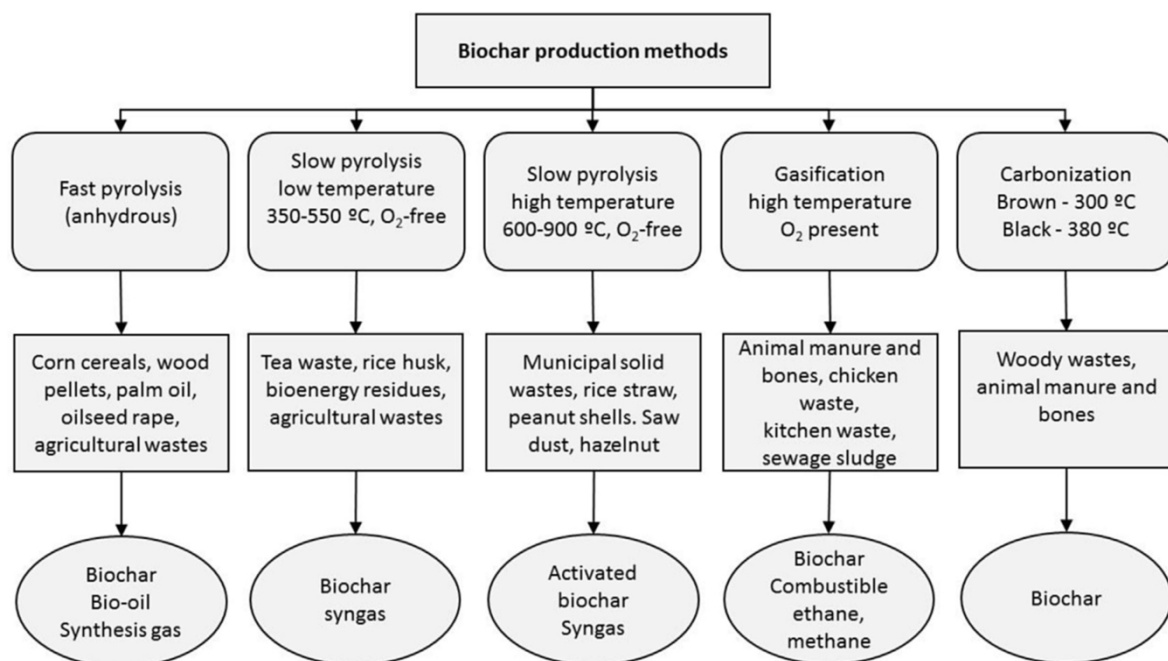 Biochar production methods
Fast pyrolysis
(anhydrous)
Slow pyrolysis
low temperature
350-550 ºC, O₂-free
Slow pyrolysis
high temperature
600-900 ºC, O₂-free
Gasification
high temperature
O₂ present
Carbonization
Brown - 300 ºC
Black - 380 ºC
Corn cereals, wood
pellets, palm oil,
oilseed rape,
agricultural wastes
Tea waste, rice husk,
bioenergy residues,
agricultural wastes
Municipal solid
wastes, rice straw,
peanut shells. Saw
dust, hazelnut
Animal manure and
bones, chicken
waste,
kitchen waste,
sewage sludge
Woody wastes,
animal manure and
bones
Biochar
Bio-oil
Synthesis gas
Biochar
syngas
Activated
biochar
Syngas
Biochar
Combustible
ethane,
methane
Biochar